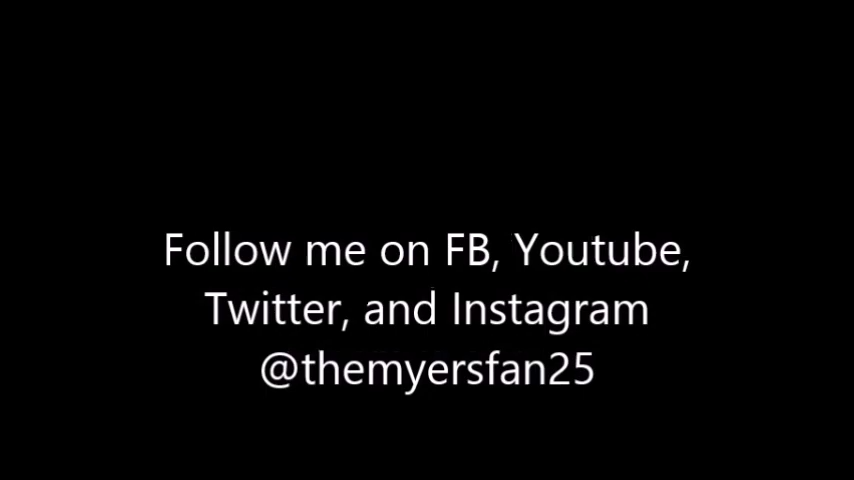 Follow me on FB, Youtube,
Twitter, and Instagram
@themyersfan25